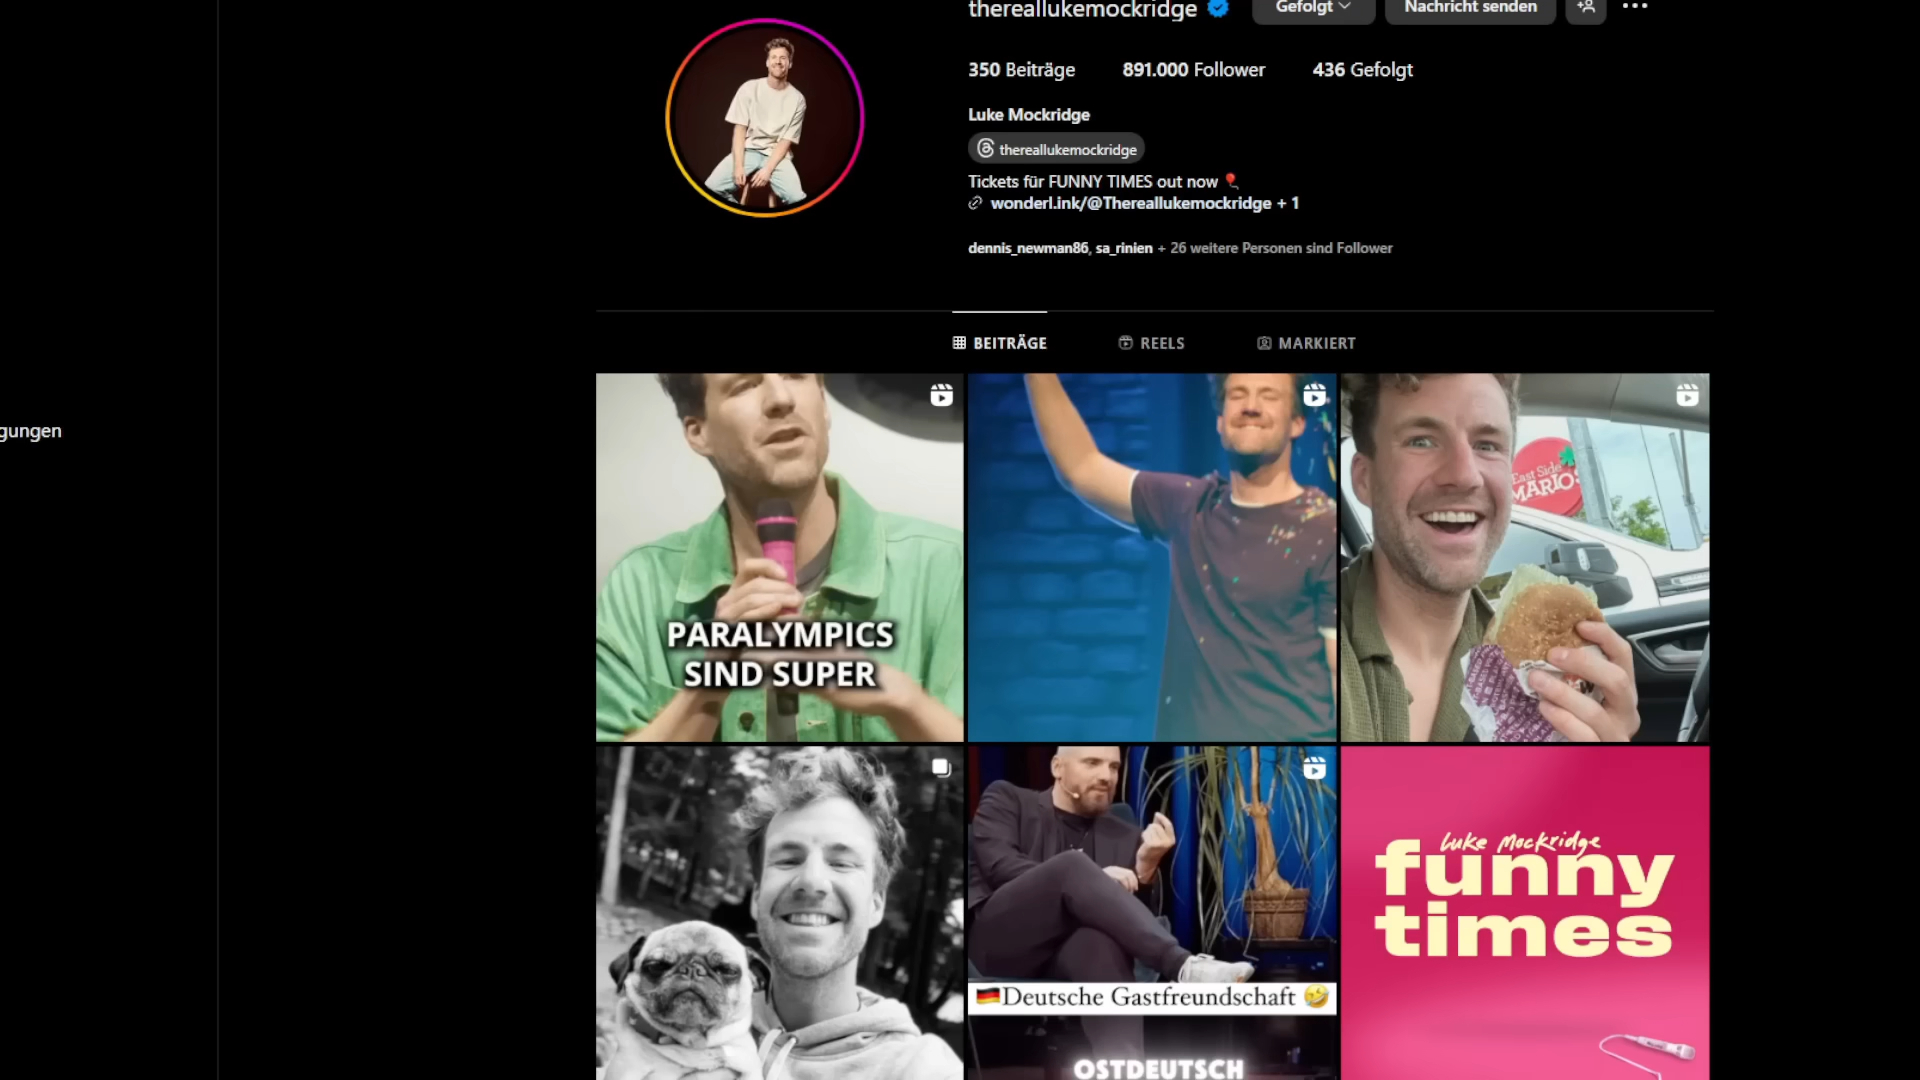 thereallukemockridge
Gefolgt
Nachricht senden
350 Beiträge
891.000 Follower
436 Gefolgt
Luke Mockridge
thereallukemockridge
Tickets für FUNNY TIMES out now
wonderl.ink/@Thereallukemockridge + 1
dennis_newman86, sa_rinien + 26 weitere Personen sind Follower
BEITRÄGE
REELS
MARKIERT
gungen
PARALYMPICS
SIND SUPER
East Side
MARIO'S
Deutsche Gastfreundschaft
OSTDEUTSCH
Luke Mockridge
funny
times